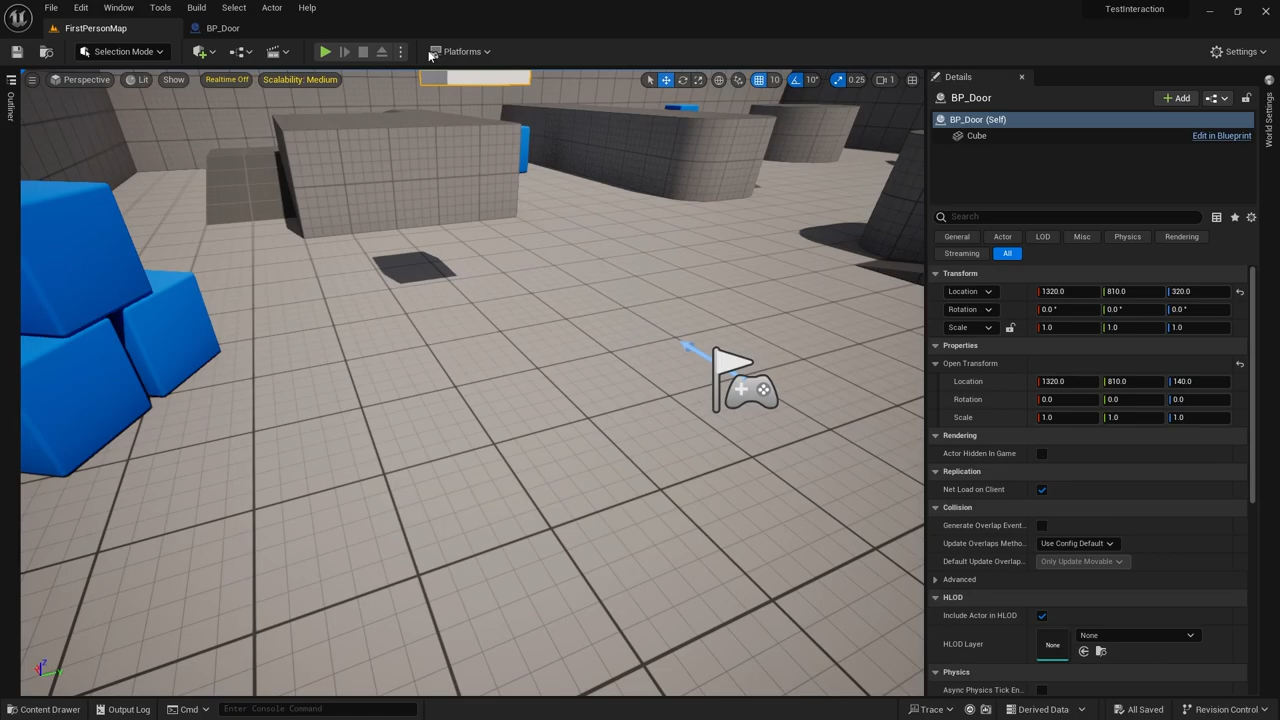 File Edit Window Tools Build Select Actor Help
TestInteraction
FirstPersonMap BP_Door
Selection Mode Platforms Settings
Perspective Lit Show Realtime Off Scalability: Medium 10 10° 0.25 1
Outliner
Details
World Settings
BP_Door Add
BP_Door (Self)
Cube Edit in Blueprint
Search
General Actor LOD Misc Physics Rendering
Streaming All
Transform
Location 1320.0 810.0 320.0
Rotation 0.0 ° 0.0 ° 0.0 °
Scale 1.0 1.0 1.0
Properties
Open Transform
Location 1320.0 810.0 140.0
Rotation 0.0 0.0 0.0
Scale 1.0 1.0 1.0
Rendering
Actor Hidden In Game
Replication
Net Load on Client
Collision
Generate Overlap Event...
Update Overlaps Metho... Use Config Default
Default Update Overlap... Only Update Movable
Advanced
HLOD
Include Actor in HLOD
HLOD Layer None None
Physics
Async Physics Tick En...
Z Y
Content Drawer Output Log Cmd Enter Console Command Trace Derived Data All Saved Revision Control